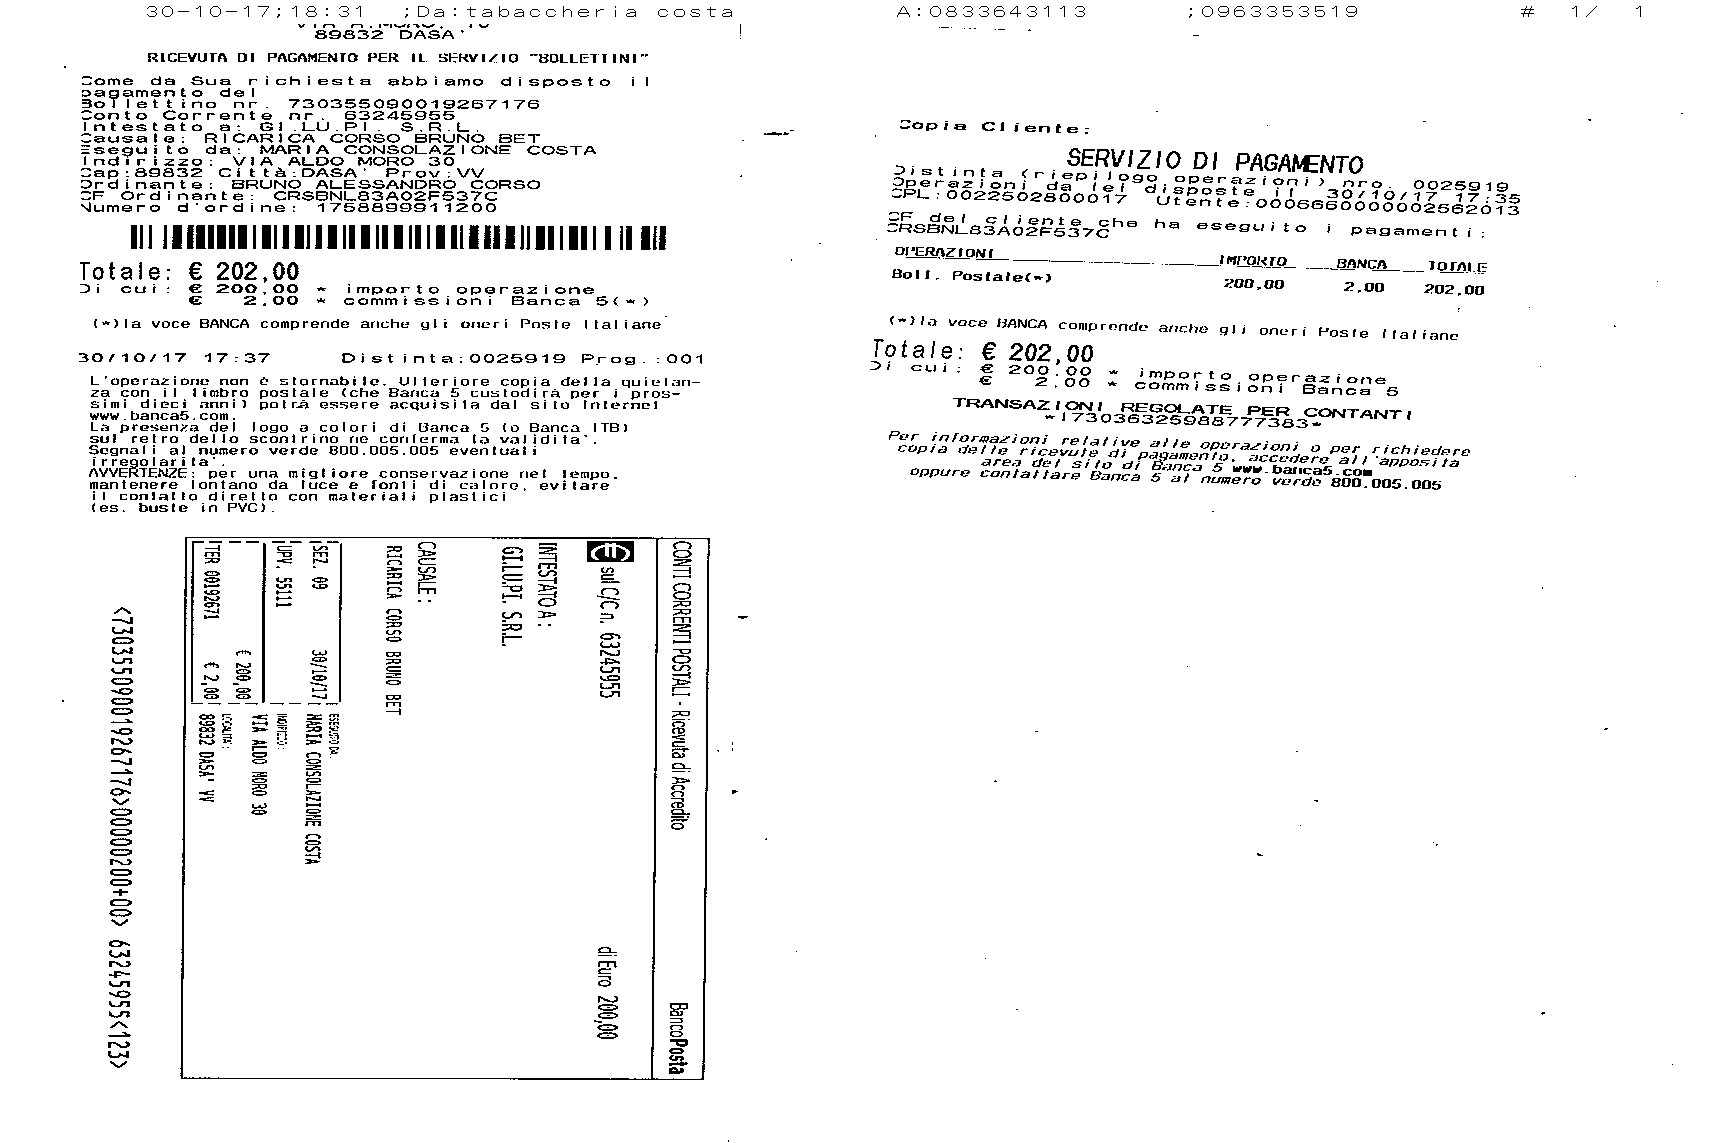 30-10-17;18:31 ;Da:tabaccheria costa A:0833643113 ;0963353519 # 1/ 1
89832 DASA'
RICEVUTA DI PAGAMENTO PER IL SERVIZIO "BOLLETTINI"
Come da Sua richiesta abbiamo disposto il
pagamento del
Bollettino nr. 730355090019267176
Conto Corrente nr. 63245955
Intestato a: GI.LU.PI. S.R.L.
Causale: RICARICA CORSO BRUNO BET
Eseguito da: MARIA CONSOLAZIONE COSTA
Indirizzo: VIA ALDO MORO 30
Cap:89832 Città:DASA' Prov:VV
Ordinante: BRUNO ALESSANDRO CORSO
CF Ordinante: CRSBNL83A02F537C
Numero d'ordine: 1758899911200
Totale: € 202,00
Di cui: € 200,00 * importo operazione
€ 2,00 * commissioni Banca 5(*)
(*)la voce BANCA comprende anche gli oneri Poste Italiane
30/10/17 17:37 Distinta:0025919 Prog.:001
L'operazione non è stornabile. Ulteriore copia della quietan-
za con il timbro postale (che Banca 5 custodirà per i pros-
simi dieci anni) potrà essere acquisita dal sito Internet
www.banca5.com.
La presenza del logo a colori di Banca 5 (o Banca ITB)
sul retro dello scontrino ne conferma la validita'.
Segnali al numero verde 800.005.005 eventuali
irregolarita'.
AVVERTENZE: per una migliore conservazione nel tempo,
mantenere lontano da luce e fonti di calore, evitare
il contatto diretto con materiali plastici
(es. buste in PVC).
CONTI CORRENTI POSTALI - Ricevuta di Accredito BancoPosta
sul C/C n. 63245955 di Euro 200,00
INTESTATO A:
GI.LU.PI. S.R.L.
CAUSALE:
RICARICA CORSO BRUNO BET
SEZ. 09 30/10/17
UPV. 55111
€ 200,00
TER 00192671 € 2,00
ESEGUITO DA:
MARIA CONSOLAZIONE COSTA
INDIRIZZO:
VIA ALDO MORO 30
LOCALITA':
89832 DASA' VV
<730355090019267176>00000200+00> 63245955<123>
Copia Cliente:
SERVIZIO DI PAGAMENTO
Distinta (riepilogo operazioni) nro. 0025919
Operazioni da lei disposte il 30/10/17 17:35
CPL:0022502800017 Utente:0006660000002562013
CF del cliente che ha eseguito i pagamenti:
CRSBNL83A02F537C
OPERAZIONI IMPORTO BANCA TOTALE
Boll. Postale(*) 200,00 2,00 202,00
(*)la voce BANCA comprende anche gli oneri Poste Italiane
Totale: € 202,00
Di cui: € 200,00 * importo operazione
€ 2,00 * commissioni Banca 5
TRANSAZIONI REGOLATE PER CONTANTI
*1730363259887777383*
Per informazioni relative alle operazioni o per richiedere
copia delle ricevute di pagamento, accedere all'apposita
area del sito di Banca 5 www.banca5.com
oppure contattare Banca 5 al numero verde 800.005.005